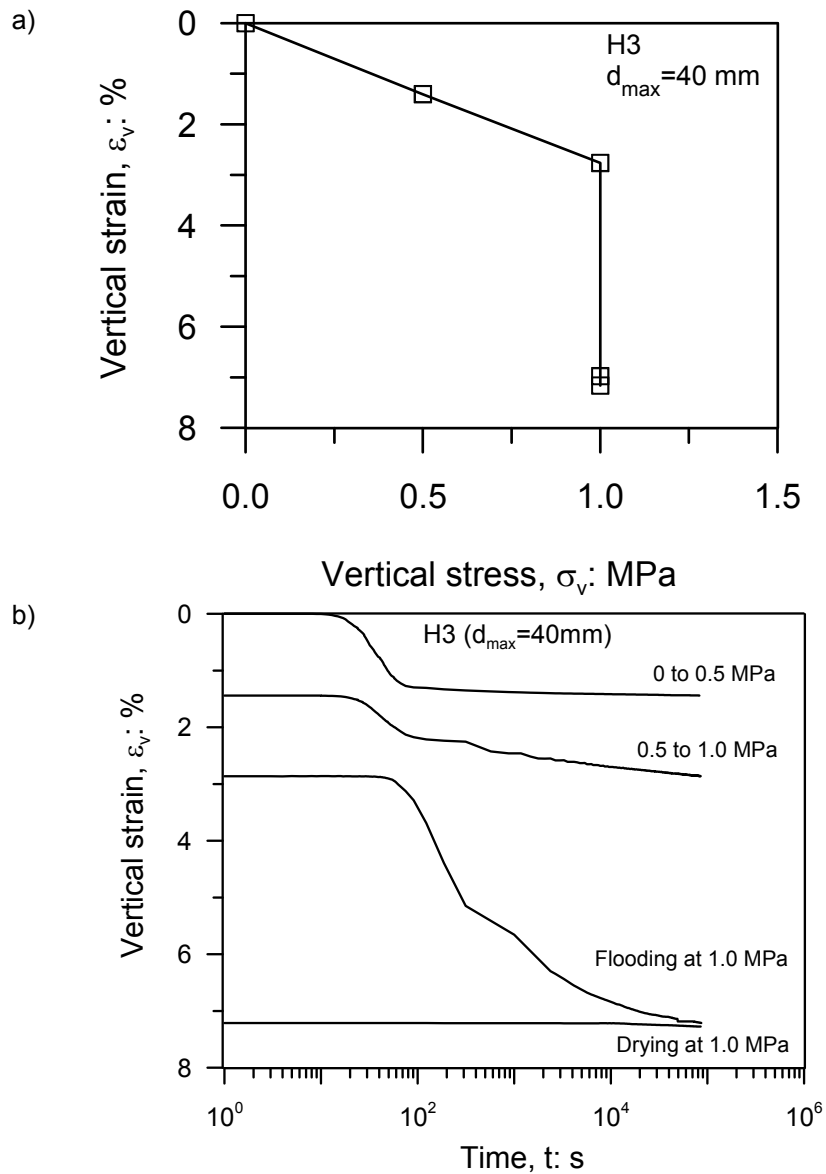 a)
H3
d_max=40 mm
Vertical strain, ε_v: %
0
2
4
6
8
0.0 0.5 1.0 1.5
Vertical stress, σ_v: MPa
b)
H3 (d_max=40mm)
0 to 0.5 MPa
0.5 to 1.0 MPa
Flooding at 1.0 MPa
Drying at 1.0 MPa
Vertical strain, ε_v: %
0
2
4
6
8
10^0 10^2 10^4 10^6
Time, t: s